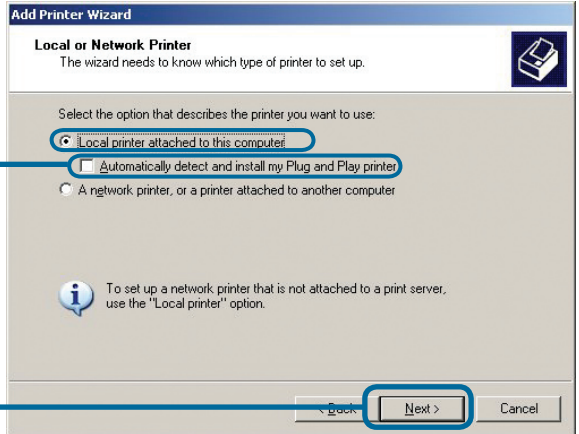 Add Printer Wizard
Local or Network Printer
The wizard needs to know which type of printer to set up.
Select the option that describes the printer you want to use:
Local printer attached to this computer
Automatically detect and install my Plug and Play printer
A network printer, or a printer attached to another computer
To set up a network printer that is not attached to a print server,
use the "Local printer" option.
< Back Next > Cancel